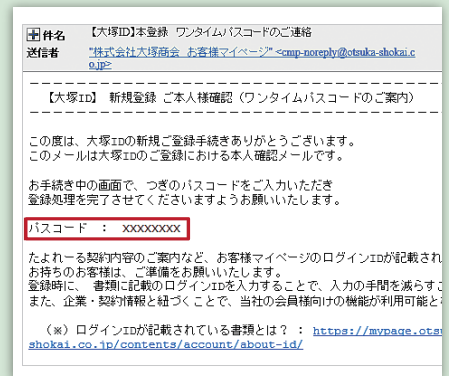 件名 【大塚ID】本登録 ワンタイムパスコードのご連絡
送信者 "株式会社大塚商会 お客様マイページ" <cmp-noreply@otsuka-shokai.c
o.jp>
【大塚ID】 新規登録 ご本人様確認（ワンタイムパスコードのご案内）
この度は、大塚IDの新規ご登録手続きありがとうございます。
このメールは大塚IDのご登録における本人確認メールです。
お手続き中の画面で、つぎのパスコードをご入力いただき
登録処理を完了させてくださいますようお願いいたします。
パスコード ： XXXXXXXX
たよれーる契約内容のご案内など、お客様マイページのログインIDが記載され
お持ちのお客様は、ご準備をお願いいたします。
登録時に、 書類に記載のログインIDを入力することで、入力の手間を減らす
また、企業・契約情報と紐づくことで、当社の会員様向けの機能が利用可能と
（※）ログインIDが記載されている書類とは？ ： https://mypage.otsu
shokai.co.jp/contents/account/about-id/